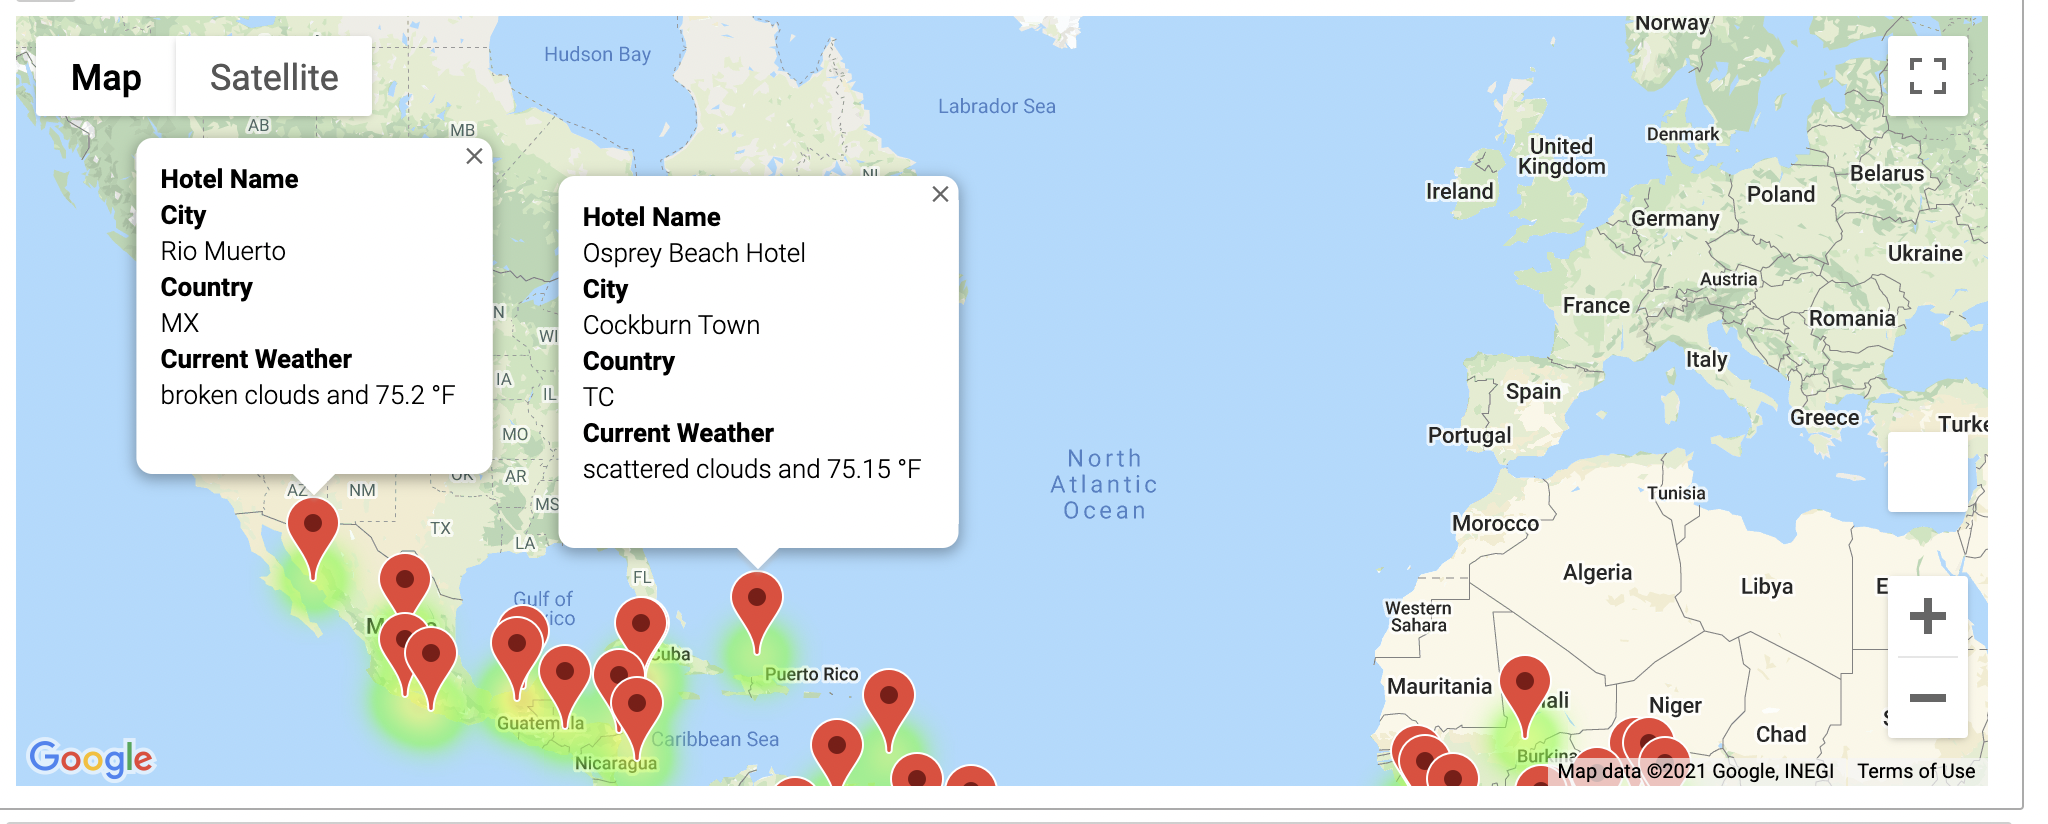 Map
Satellite
Hudson Bay
Labrador Sea
Norway
AB
MB
Denmark
United
Kingdom
Ireland
Belarus
Poland
Germany
Ukraine
Austria
France
Romania
Italy
Spain
Greece
Portugal
Hotel Name
City
Rio Muerto
Country
MX
Current Weather
broken clouds and 75.2 °F
Hotel Name
Osprey Beach Hotel
City
Cockburn Town
Country
TC
Current Weather
scattered clouds and 75.15 °F
WI
IA
IL
MO
AZ
NM
OK
AR
MS
TX
LA
FL
North
Atlantic
Ocean
Tunisia
Morocco
Algeria
Libya
Western
Sahara
Gulf of
Cuba
Puerto Rico
Mauritania
Niger
Chad
Guatemala
Caribbean Sea
Nicaragua
Burkina
Google
Map data ©2021 Google, INEGI
Terms of Use